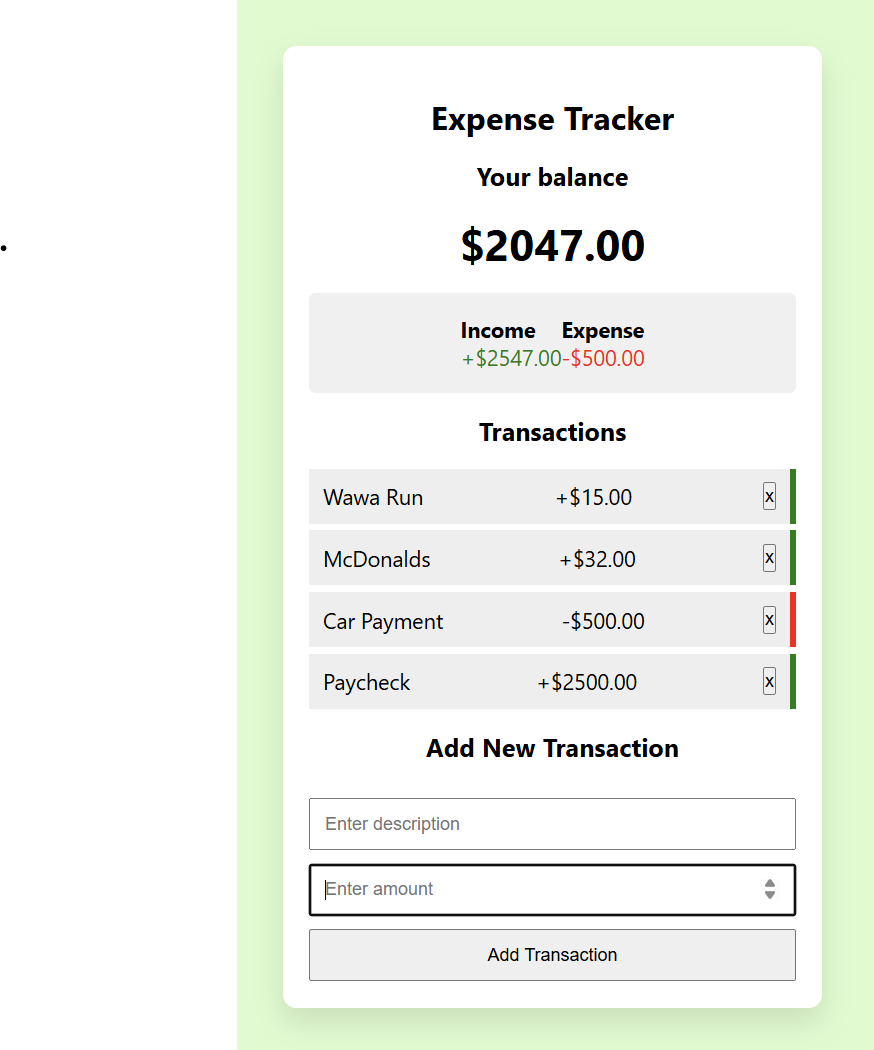 Expense Tracker
Your balance
$2047.00
Income Expense
+$2547.00-$500.00
Transactions
Wawa Run +$15.00 x
McDonalds +$32.00 x
Car Payment -$500.00 x
Paycheck +$2500.00 x
Add New Transaction
Enter description
Enter amount
Add Transaction